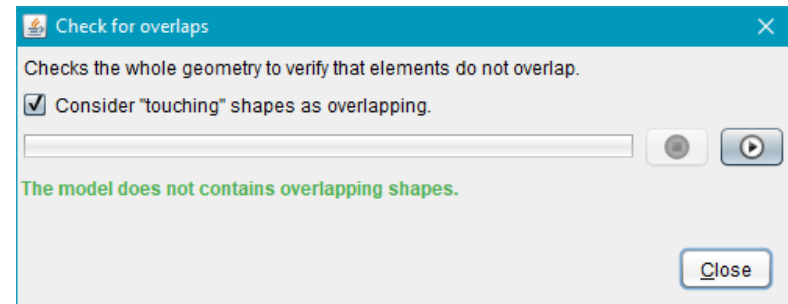 Check for overlaps
Checks the whole geometry to verify that elements do not overlap.
Consider "touching" shapes as overlapping.
The model does not contains overlapping shapes.
Close